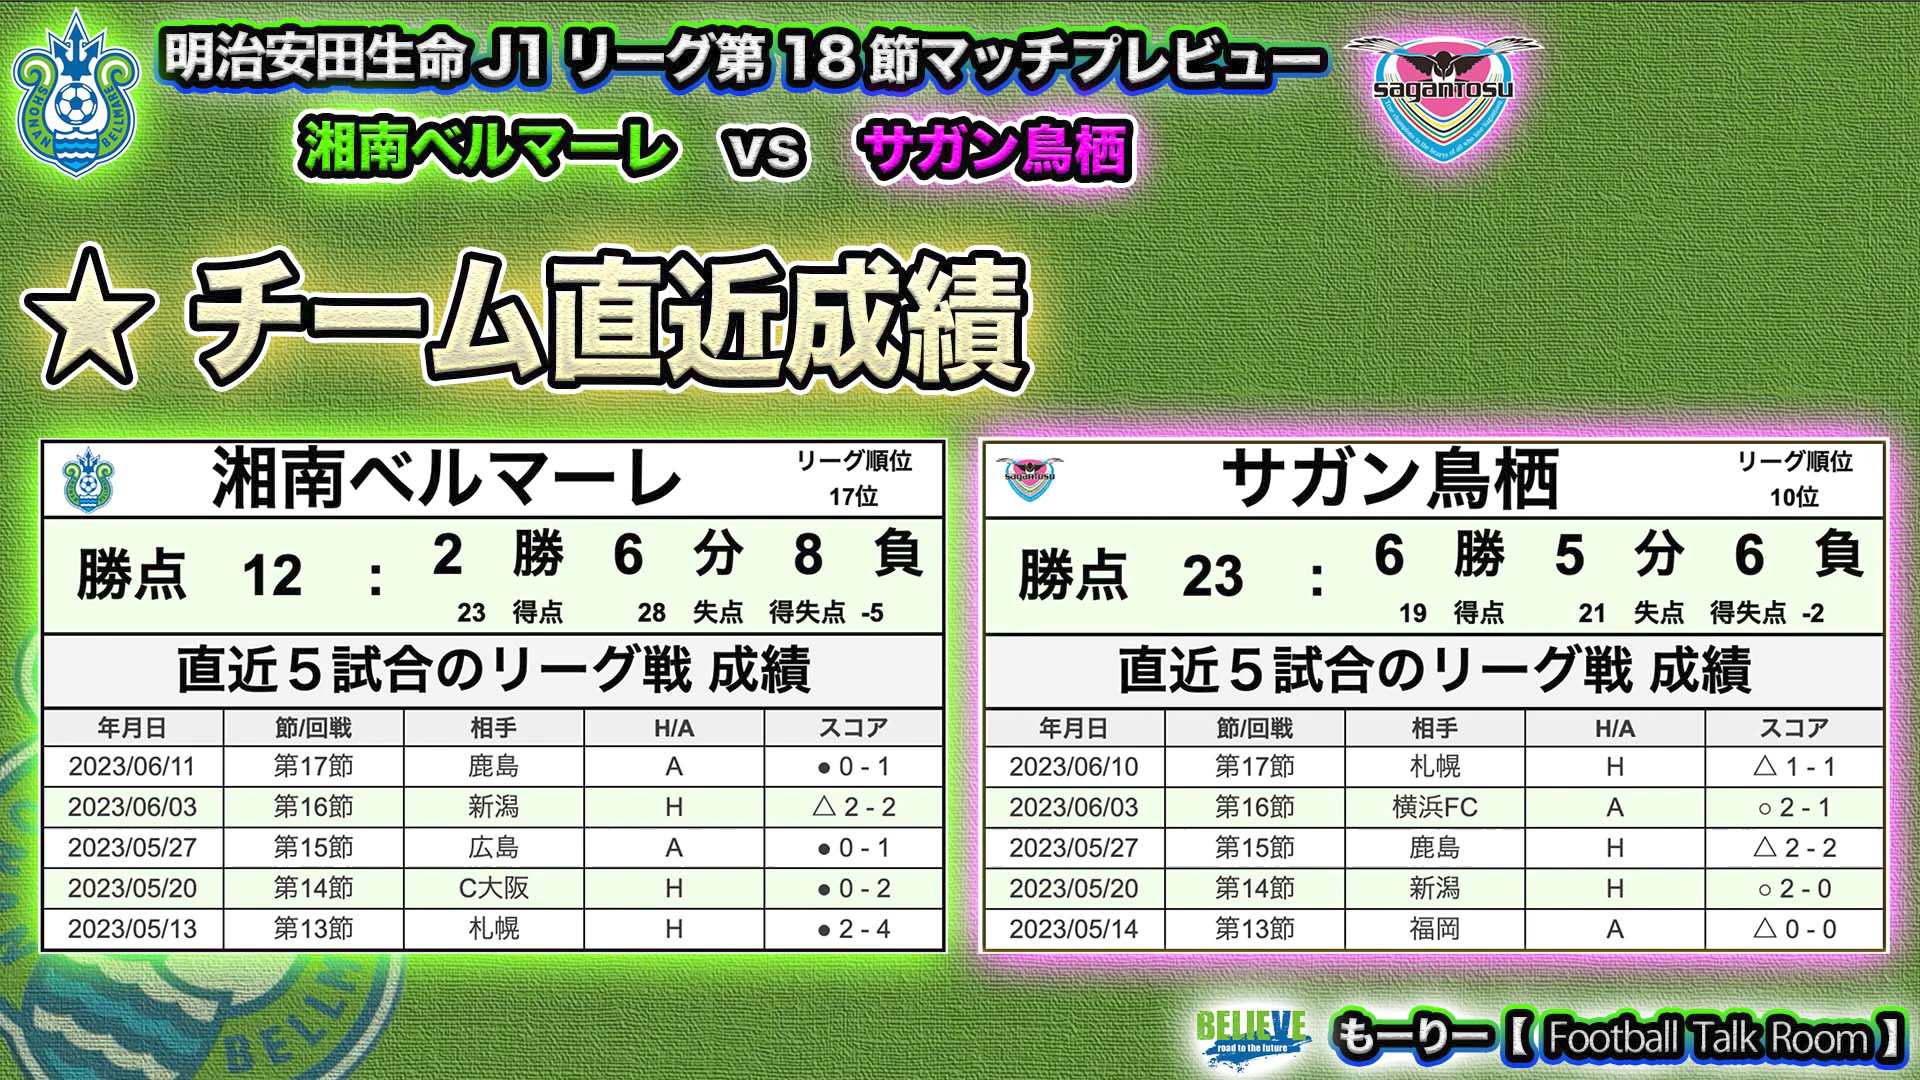 明治安田生命 J1 リーグ第 18 節マッチプレビュー
湘南ベルマーレ vs サガン鳥栖
SHONAN BELLMARE
sagantosu
★ チーム直近成績
湘南ベルマーレ リーグ順位 17位
勝点 12 : 2 勝 6 分 8 負
23 得点 28 失点 得失点 -5
直近５試合のリーグ戦 成績
年月日 節/回戦 相手 H/A スコア
2023/06/11 第17節 鹿島 A ● 0 - 1
2023/06/03 第16節 新潟 H △ 2 - 2
2023/05/27 第15節 広島 A ● 0 - 1
2023/05/20 第14節 C大阪 H ● 0 - 2
2023/05/13 第13節 札幌 H ● 2 - 4
sagantosu
サガン鳥栖 リーグ順位 10位
勝点 23 : 6 勝 5 分 6 負
19 得点 21 失点 得失点 -2
直近５試合のリーグ戦 成績
年月日 節/回戦 相手 H/A スコア
2023/06/10 第17節 札幌 H △ 1 - 1
2023/06/03 第16節 横浜FC A ○ 2 - 1
2023/05/27 第15節 鹿島 H △ 2 - 2
2023/05/20 第14節 新潟 H ○ 2 - 0
2023/05/14 第13節 福岡 A △ 0 - 0
BELIEVE
road to the future
もーりー【 Football Talk Room 】